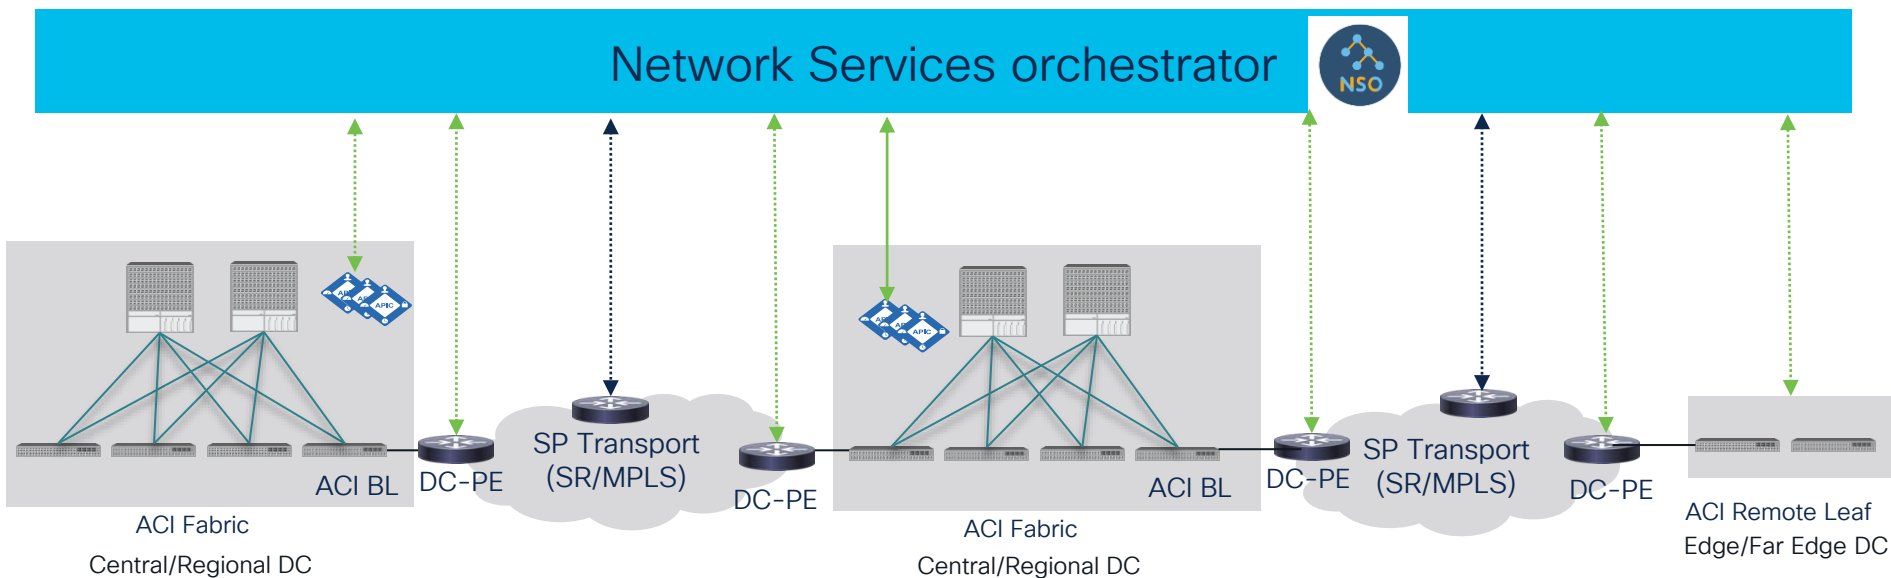 Network Services orchestrator
NSO
APIC
APIC
SP Transport
(SR/MPLS)
SP Transport
(SR/MPLS)
ACI BL
DC-PE
DC-PE
ACI BL
DC-PE
DC-PE
ACI Fabric
Central/Regional DC
ACI Fabric
Central/Regional DC
ACI Remote Leaf
Edge/Far Edge DC